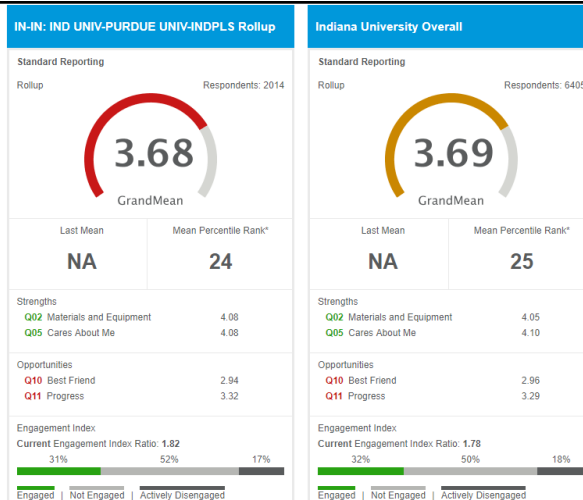 IN-IN: IND UNIV-PURDUE UNIV-INDPLS Rollup
Standard Reporting
Rollup Respondents: 2014
3.68
GrandMean
Last Mean Mean Percentile Rank*
NA 24
Strengths
Q02 Materials and Equipment 4.08
Q05 Cares About Me 4.08
Opportunities
Q10 Best Friend 2.94
Q11 Progress 3.32
Engagement Index
Current Engagement Index Ratio: 1.82
31% 52% 17%
Engaged | Not Engaged | Actively Disengaged
Indiana University Overall
Standard Reporting
Rollup Respondents: 6405
3.69
GrandMean
Last Mean Mean Percentile Rank*
NA 25
Strengths
Q02 Materials and Equipment 4.05
Q05 Cares About Me 4.10
Opportunities
Q10 Best Friend 2.96
Q11 Progress 3.29
Engagement Index
Current Engagement Index Ratio: 1.78
32% 50% 18%
Engaged | Not Engaged | Actively Disengaged